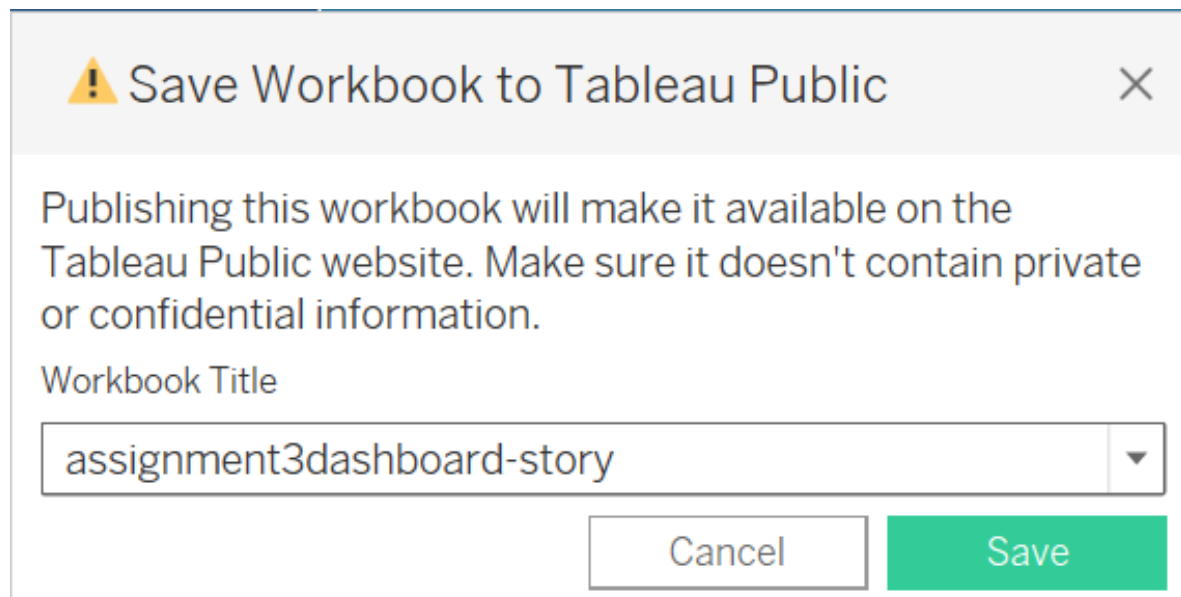 Save Workbook to Tableau Public
Publishing this workbook will make it available on the
Tableau Public website. Make sure it doesn't contain private
or confidential information.
Workbook Title
assignment3dashboard-story
Cancel Save